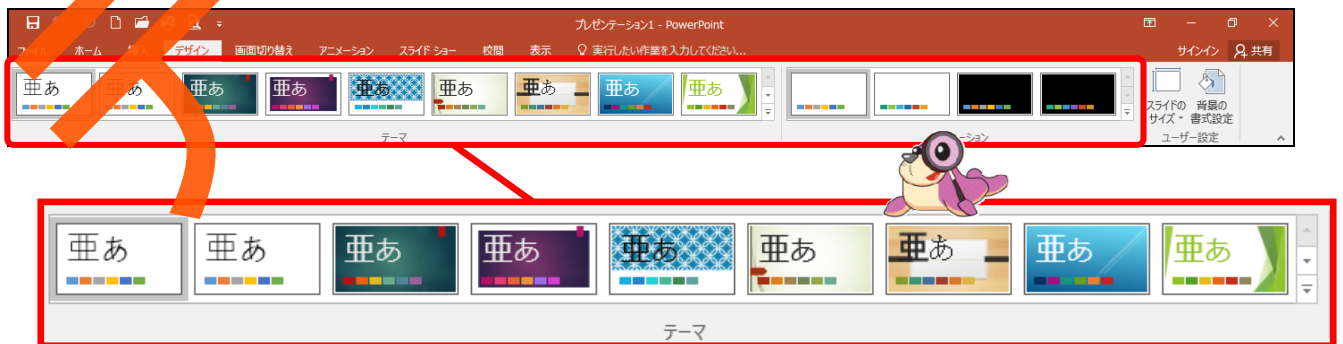 プレゼンテーション1 - PowerPoint
ホーム デザイン 画面切り替え アニメーション スライド ショー 校閲 表示 実行したい作業を入力してください... サインイン 共有
亜あ 亜あ 亜あ 亜あ 亜あ 亜あ 亜あ 亜あ 亜あ
スライドの サイズ 背景の 書式設定
テーマ ション ユーザー設定
亜あ 亜あ 亜あ 亜あ 亜あ 亜あ 亜あ 亜あ 亜あ
テーマ